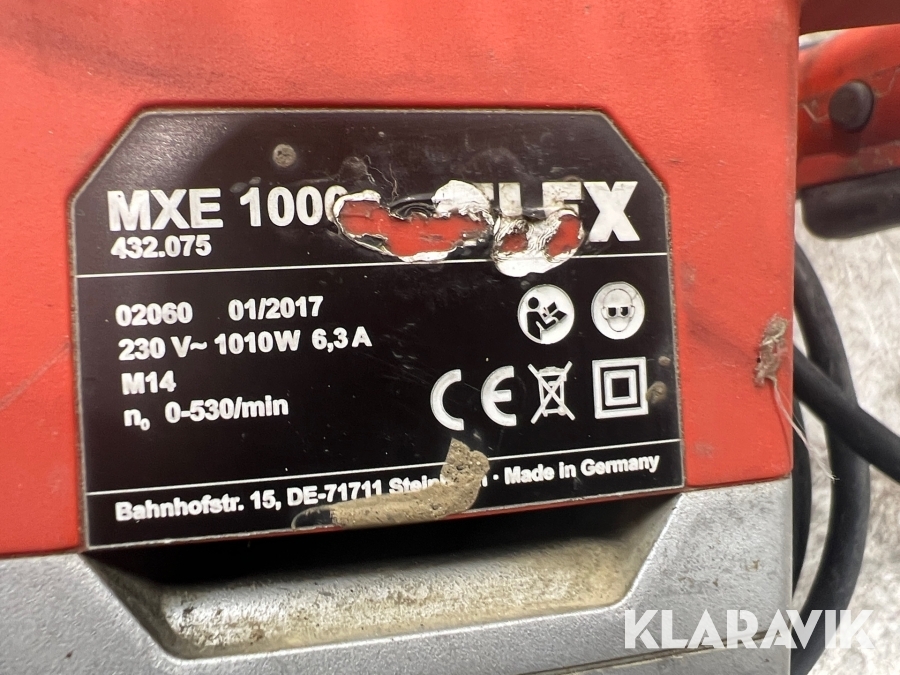 MXE 1000 FLEX
432.075
02060 01/2017
230 V~ 1010W 6,3 A
M14
n₀ 0-530/min
CE
Bahnhofstr. 15, DE-71711 · Made in Germany
KLARAVIK